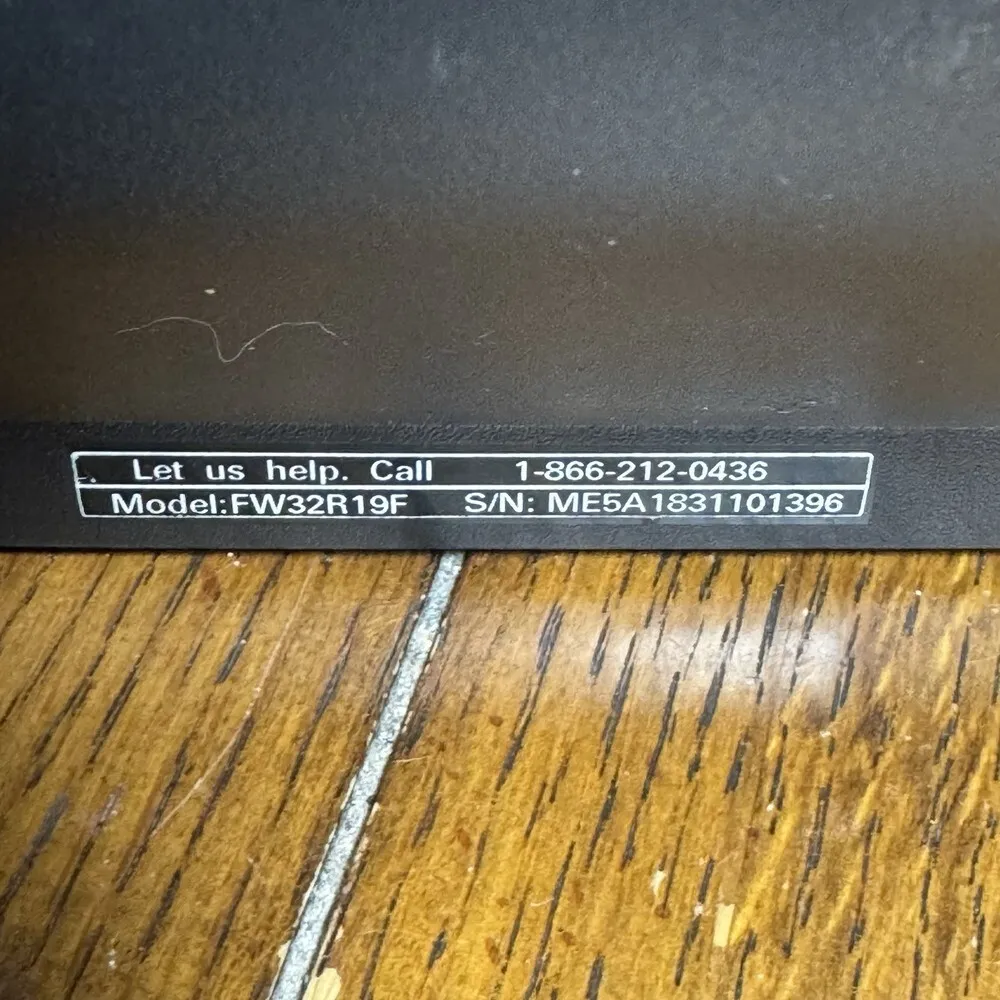 Let us help. Call 1-866-212-0436
Model:FW32R19F S/N: ME5A1831101396